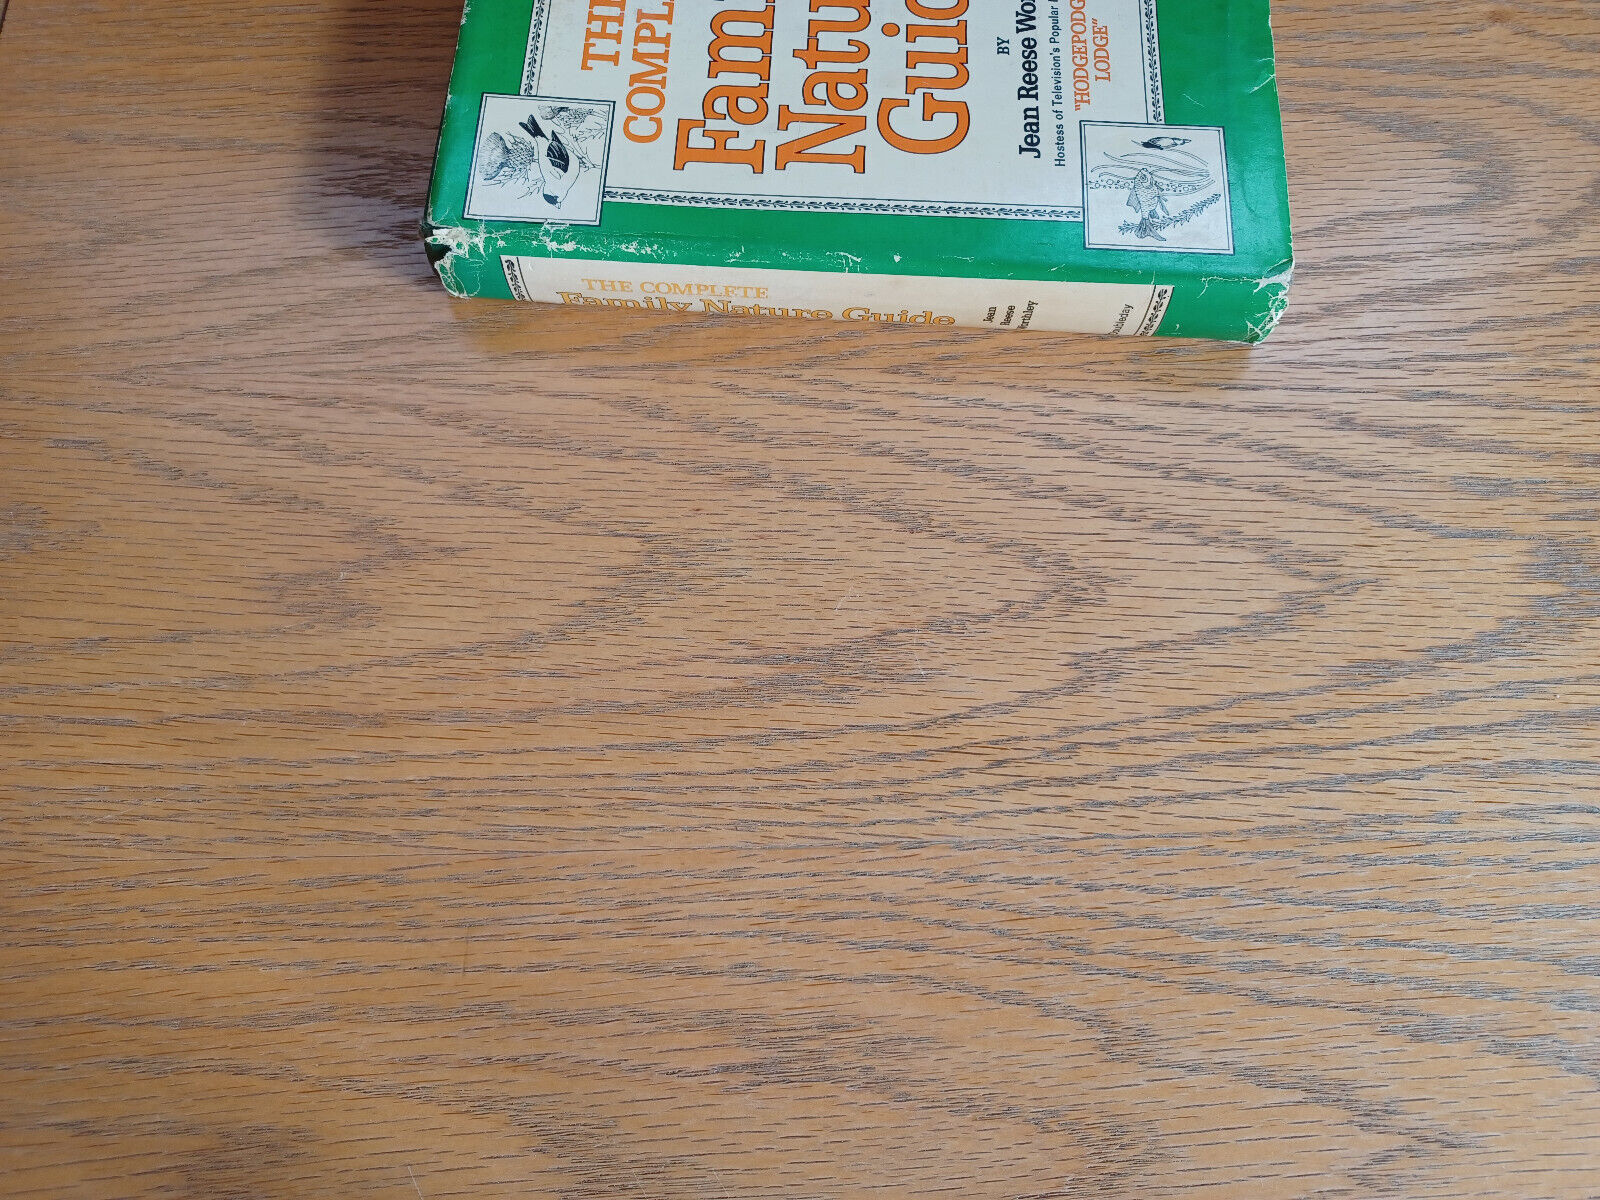 THE
COMPL
Fam
Natu
Guid
BY
Jean Reese Wor
Hostess of Television's Popular
"HODGEPODG
LODGE"
THE COMPLETE
Family Nature Guide
Jean
Reese
Worthley
Doubleday